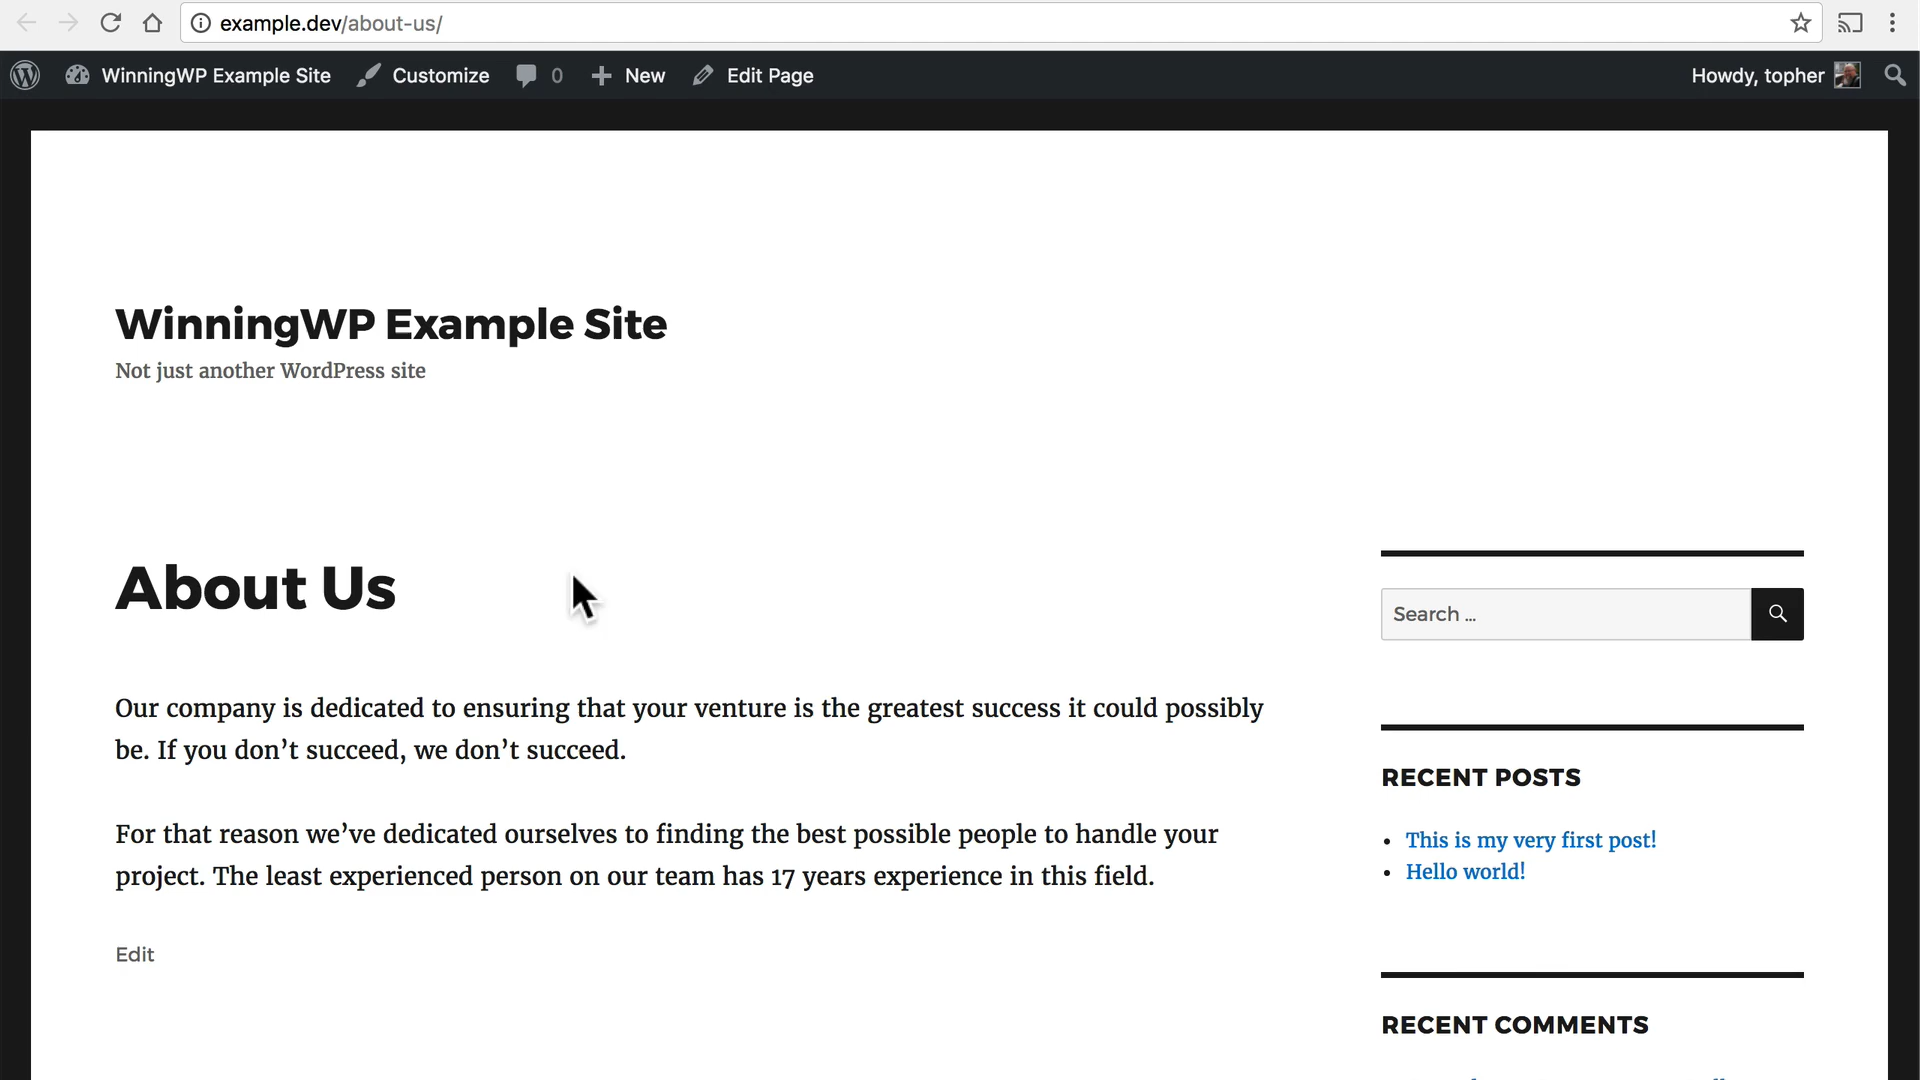 example.dev/about-us/
WinningWP Example Site Customize 0 New Edit Page Howdy, topher
WinningWP Example Site
Not just another WordPress site
About Us
Our company is dedicated to ensuring that your venture is the greatest success it could possibly
be. If you don’t succeed, we don’t succeed.
For that reason we’ve dedicated ourselves to finding the best possible people to handle your
project. The least experienced person on our team has 17 years experience in this field.
Edit
Search …
RECENT POSTS
This is my very first post!
Hello world!
RECENT COMMENTS